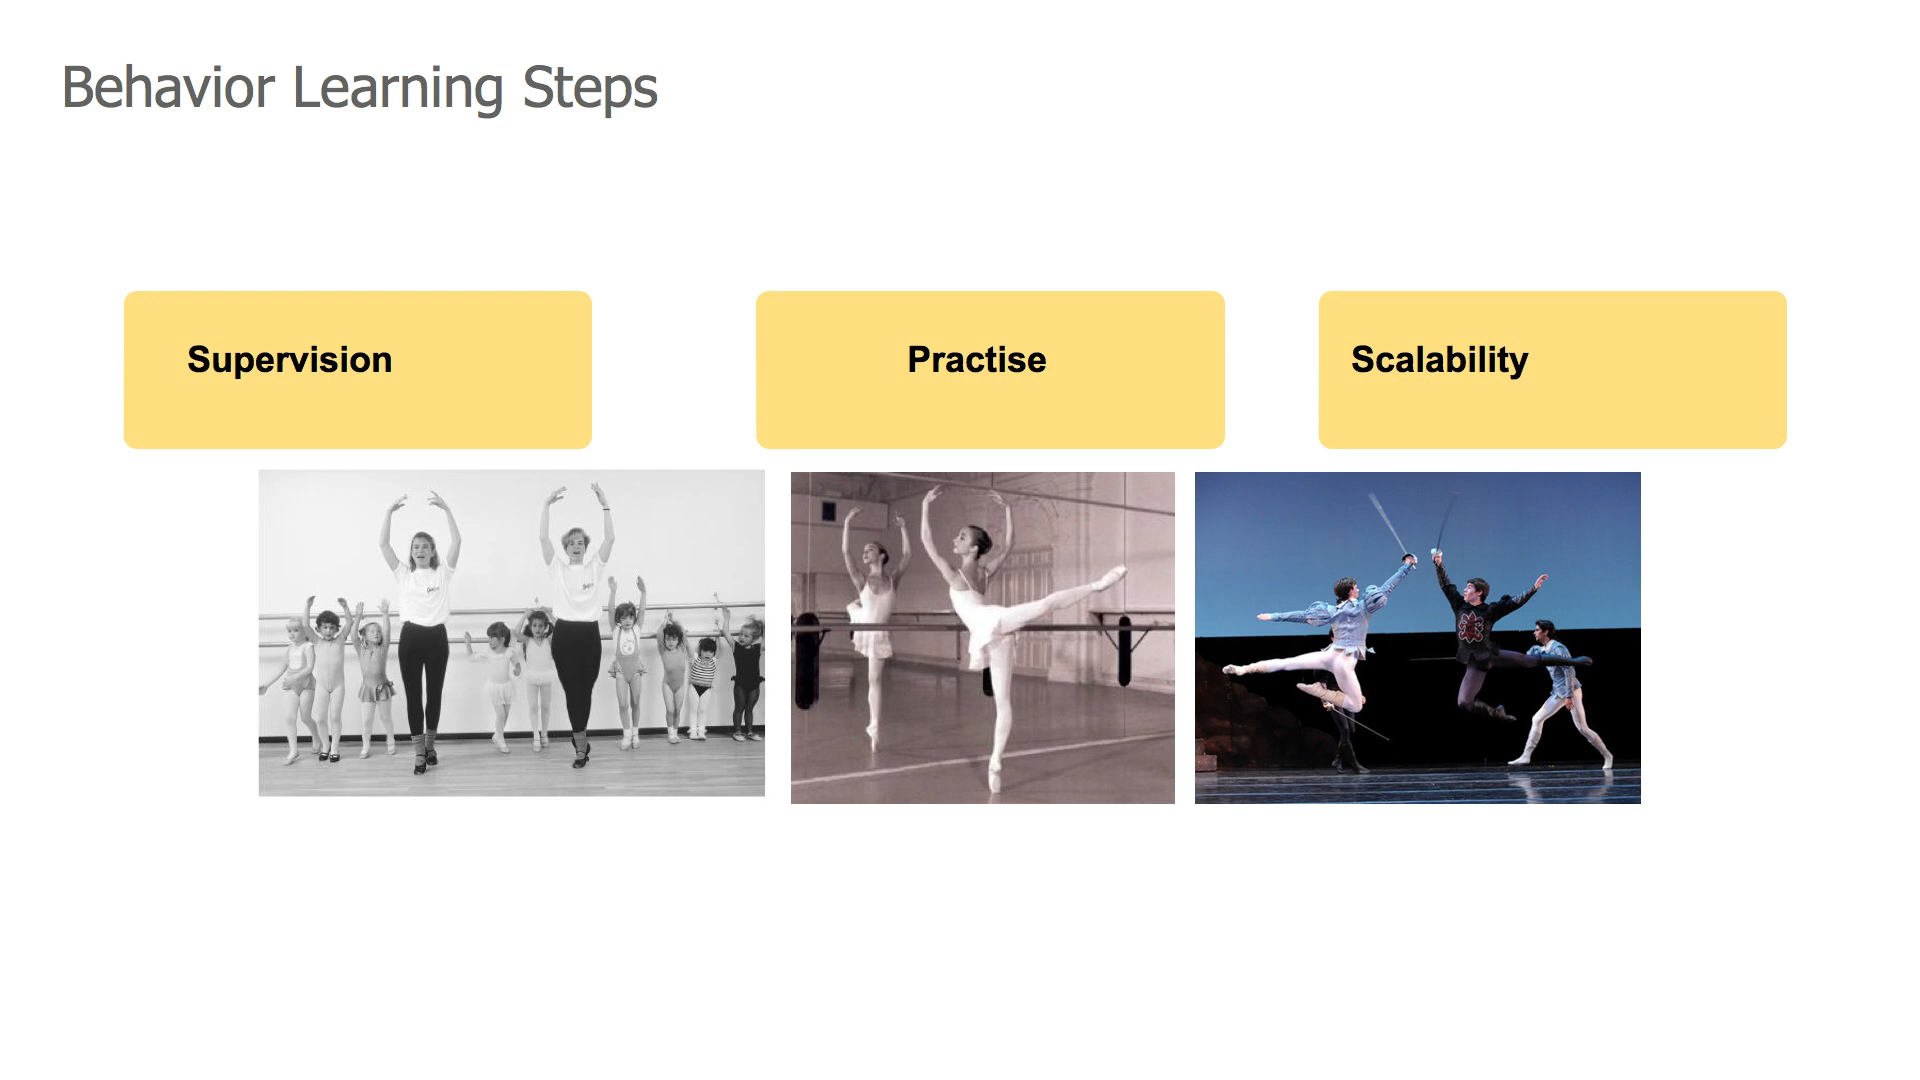 Behavior Learning Steps
Supervision
Practise
Scalability